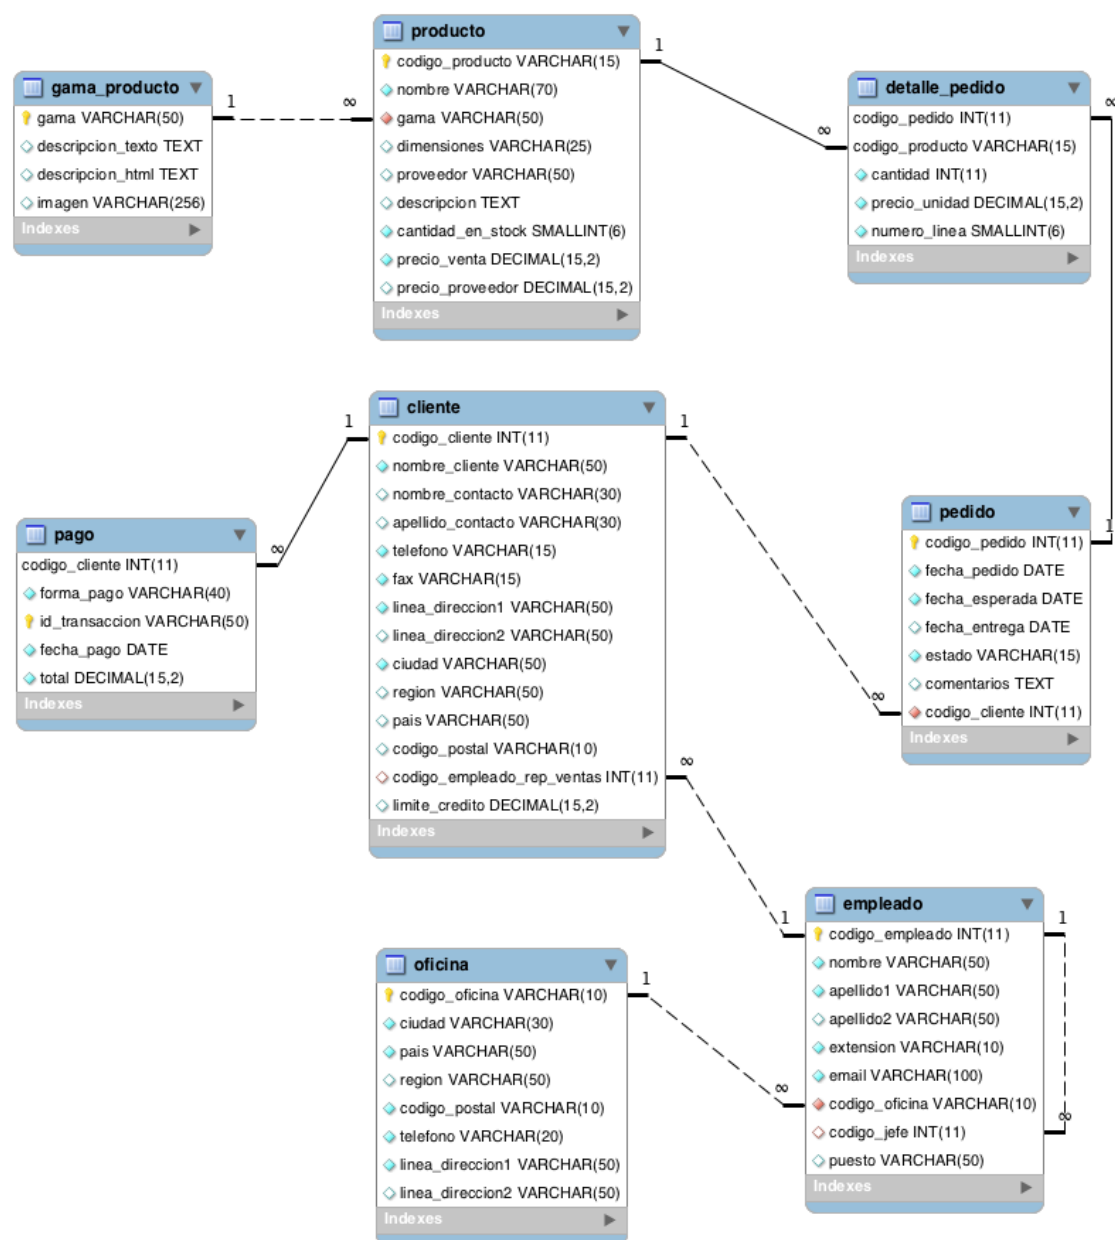 producto
codigo_producto VARCHAR(15)
nombre VARCHAR(70)
gama VARCHAR(50)
dimensiones VARCHAR(25)
proveedor VARCHAR(50)
descripcion TEXT
cantidad_en_stock SMALLINT(6)
precio_venta DECIMAL(15,2)
precio_proveedor DECIMAL(15,2)
Indexes
gama_producto
gama VARCHAR(50)
descripcion_texto TEXT
descripcion_html TEXT
imagen VARCHAR(256)
Indexes
1
∞
1
∞
detalle_pedido
codigo_pedido INT(11)
codigo_producto VARCHAR(15)
cantidad INT(11)
precio_unidad DECIMAL(15,2)
numero_linea SMALLINT(6)
Indexes
∞
1
cliente
codigo_cliente INT(11)
nombre_cliente VARCHAR(50)
nombre_contacto VARCHAR(30)
apellido_contacto VARCHAR(30)
telefono VARCHAR(15)
fax VARCHAR(15)
linea_direccion1 VARCHAR(50)
linea_direccion2 VARCHAR(50)
ciudad VARCHAR(50)
region VARCHAR(50)
pais VARCHAR(50)
codigo_postal VARCHAR(10)
codigo_empleado_rep_ventas INT(11)
limite_credito DECIMAL(15,2)
Indexes
1
∞
pago
codigo_cliente INT(11)
forma_pago VARCHAR(40)
id_transaccion VARCHAR(50)
fecha_pago DATE
total DECIMAL(15,2)
Indexes
1
∞
pedido
codigo_pedido INT(11)
fecha_pedido DATE
fecha_esperada DATE
fecha_entrega DATE
estado VARCHAR(15)
comentarios TEXT
codigo_cliente INT(11)
Indexes
∞
1
empleado
codigo_empleado INT(11)
nombre VARCHAR(50)
apellido1 VARCHAR(50)
apellido2 VARCHAR(50)
extension VARCHAR(10)
email VARCHAR(100)
codigo_oficina VARCHAR(10)
codigo_jefe INT(11)
puesto VARCHAR(50)
Indexes
1
∞
oficina
codigo_oficina VARCHAR(10)
ciudad VARCHAR(30)
pais VARCHAR(50)
region VARCHAR(50)
codigo_postal VARCHAR(10)
telefono VARCHAR(20)
linea_direccion1 VARCHAR(50)
linea_direccion2 VARCHAR(50)
Indexes
1
∞